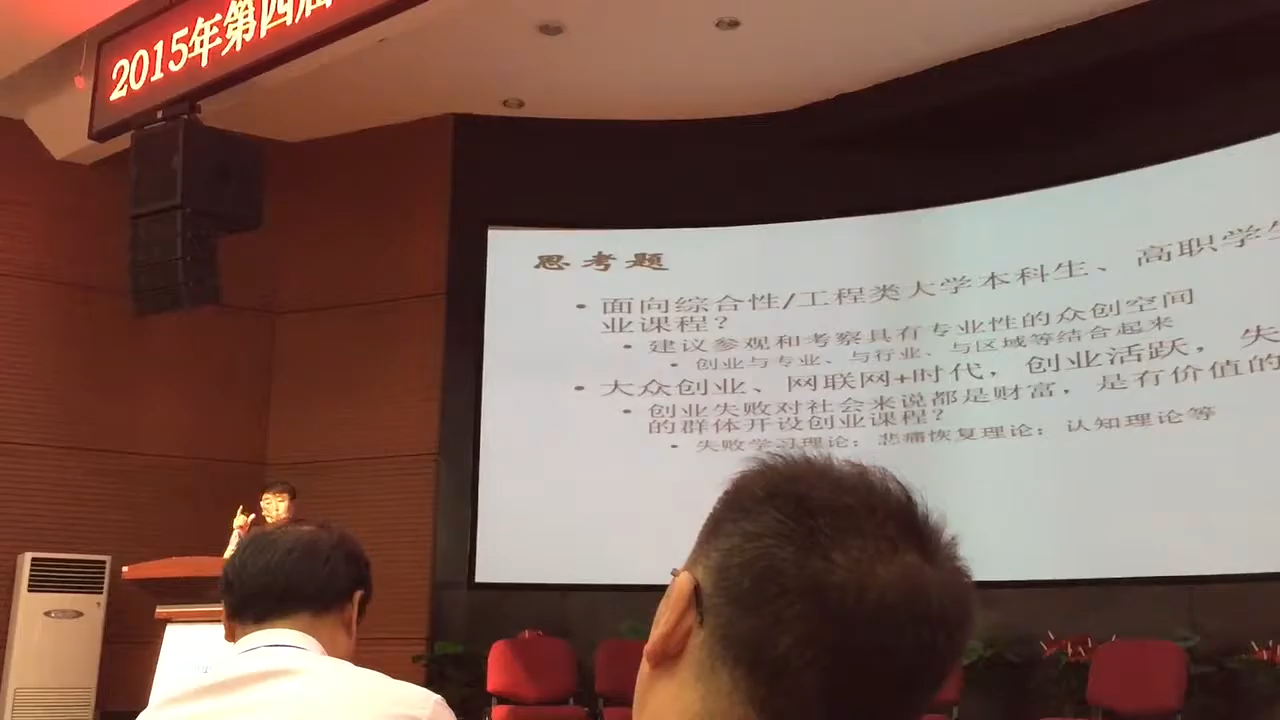 2015年第四届
思考题
• 面向综合性/工程类大学本科生、高职学生
业课程？
• 建议参观和考察具有专业性的众创空间
• 创业与专业、与行业、与区域等结合起来
• 大众创业、网联网+时代，创业活跃，失
• 创业失败对社会来说都是财富，是有价值的
的群体开设创业课程？
• 失败学习理论；悲痛恢复理论；认知理论等